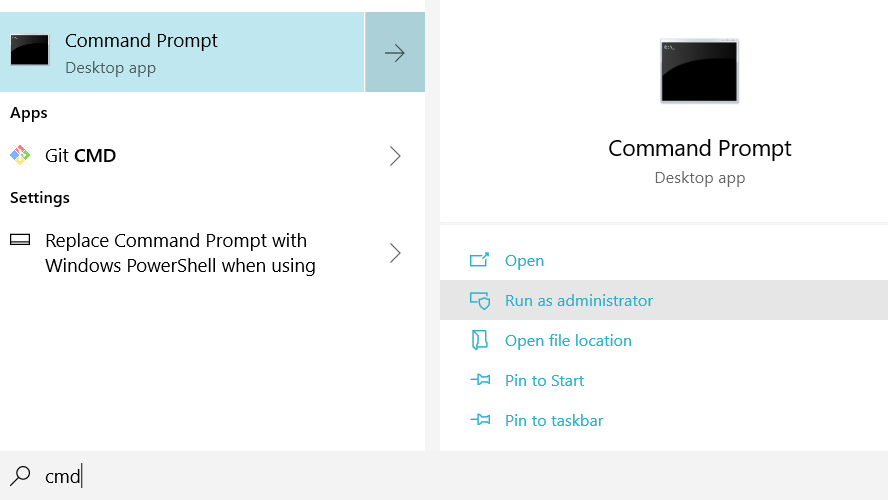 Command Prompt
Desktop app
Apps
Git CMD
Settings
Replace Command Prompt with
Windows PowerShell when using
cmd
Command Prompt
Desktop app
Open
Run as administrator
Open file location
Pin to Start
Pin to taskbar